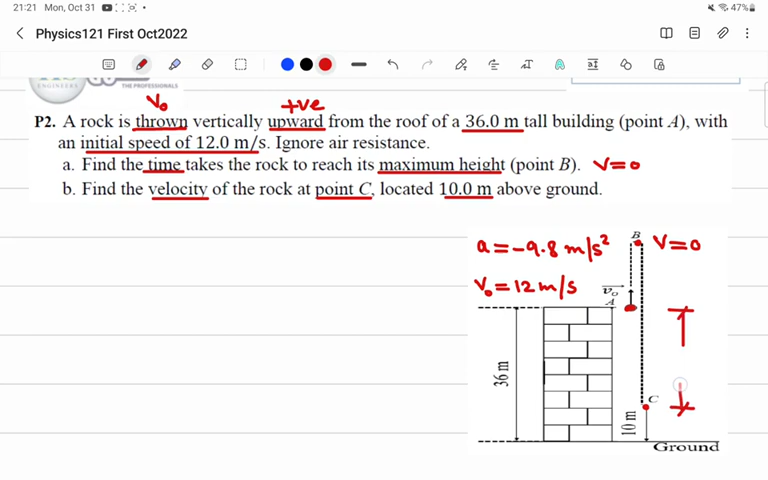 21:21 Mon, Oct 31
47%
Physics121 First Oct2022
ENGINEERS
THE PROFESSIONALS
V₀ +ve
P2. A rock is thrown vertically upward from the roof of a 36.0 m tall building (point A), with
an initial speed of 12.0 m/s. Ignore air resistance.
a. Find the time takes the rock to reach its maximum height (point B). V=0
b. Find the velocity of the rock at point C, located 10.0 m above ground.
a=-9.8 m/s² B V=0
V₀=12 m/s v₀
A
36 m
C
10 m
Ground